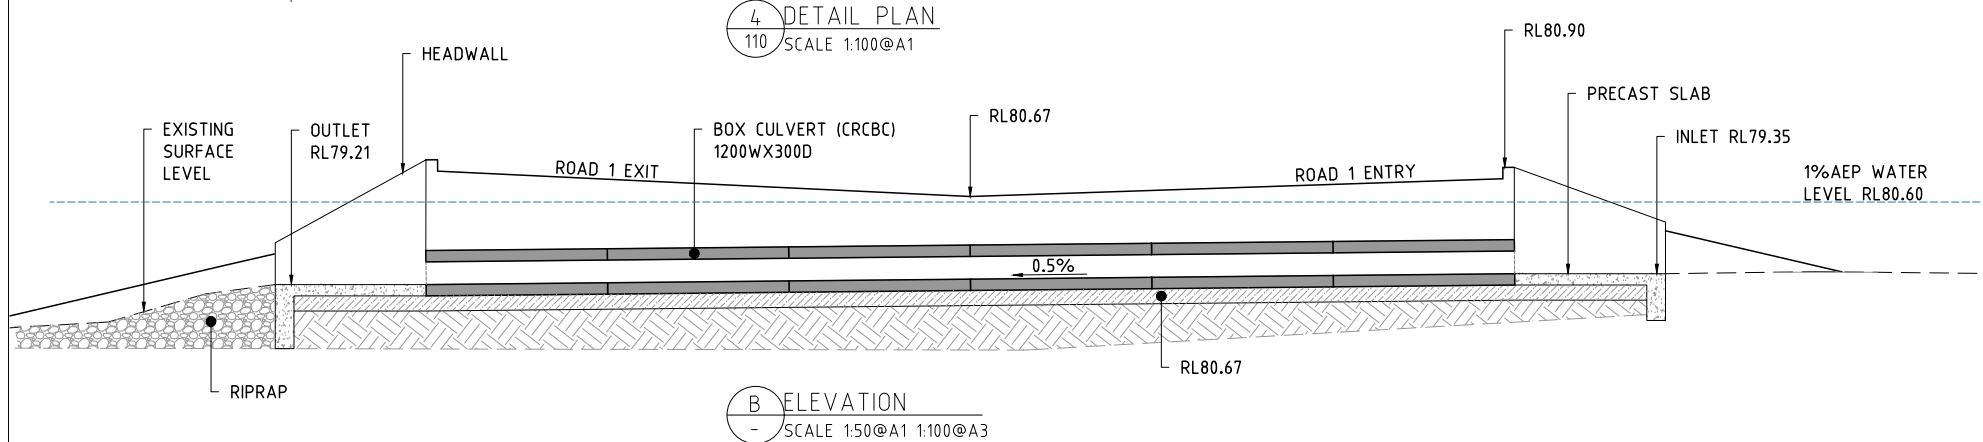 4
110
DETAIL PLAN
SCALE 1:100@A1
RL80.90
HEADWALL
PRECAST SLAB
EXISTING
SURFACE
LEVEL
OUTLET
RL79.21
BOX CULVERT (CRCBC)
1200WX300D
RL80.67
INLET RL79.35
ROAD 1 EXIT
ROAD 1 ENTRY
1%AEP WATER
LEVEL RL80.60
0.5%
RL80.67
RIPRAP
B
-
ELEVATION
SCALE 1:50@A1 1:100@A3